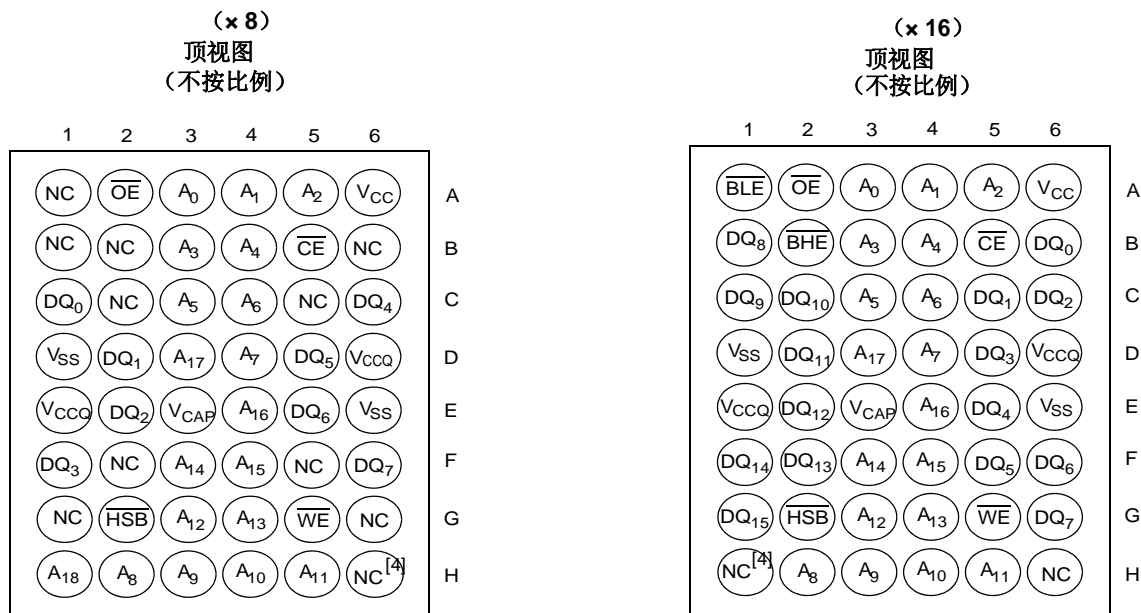 （× 8）
顶视图
（不按比例）
1 2 3 4 5 6
NC OE A0 A1 A2 VCC A
NC NC A3 A4 CE NC B
DQ0 NC A5 A6 NC DQ4 C
VSS DQ1 A17 A7 DQ5 VCCQ D
VCCQ DQ2 VCAP A16 DQ6 VSS E
DQ3 NC A14 A15 NC DQ7 F
NC HSB A12 A13 WE NC G
A18 A8 A9 A10 A11 NC[4] H
（× 16）
顶视图
（不按比例）
1 2 3 4 5 6
BLE OE A0 A1 A2 VCC A
DQ8 BHE A3 A4 CE DQ0 B
DQ9 DQ10 A5 A6 DQ1 DQ2 C
VSS DQ11 A17 A7 DQ3 VCCQ D
VCCQ DQ12 VCAP A16 DQ4 VSS E
DQ14 DQ13 A14 A15 DQ5 DQ6 F
DQ15 HSB A12 A13 WE DQ7 G
NC[4] A8 A9 A10 A11 NC H